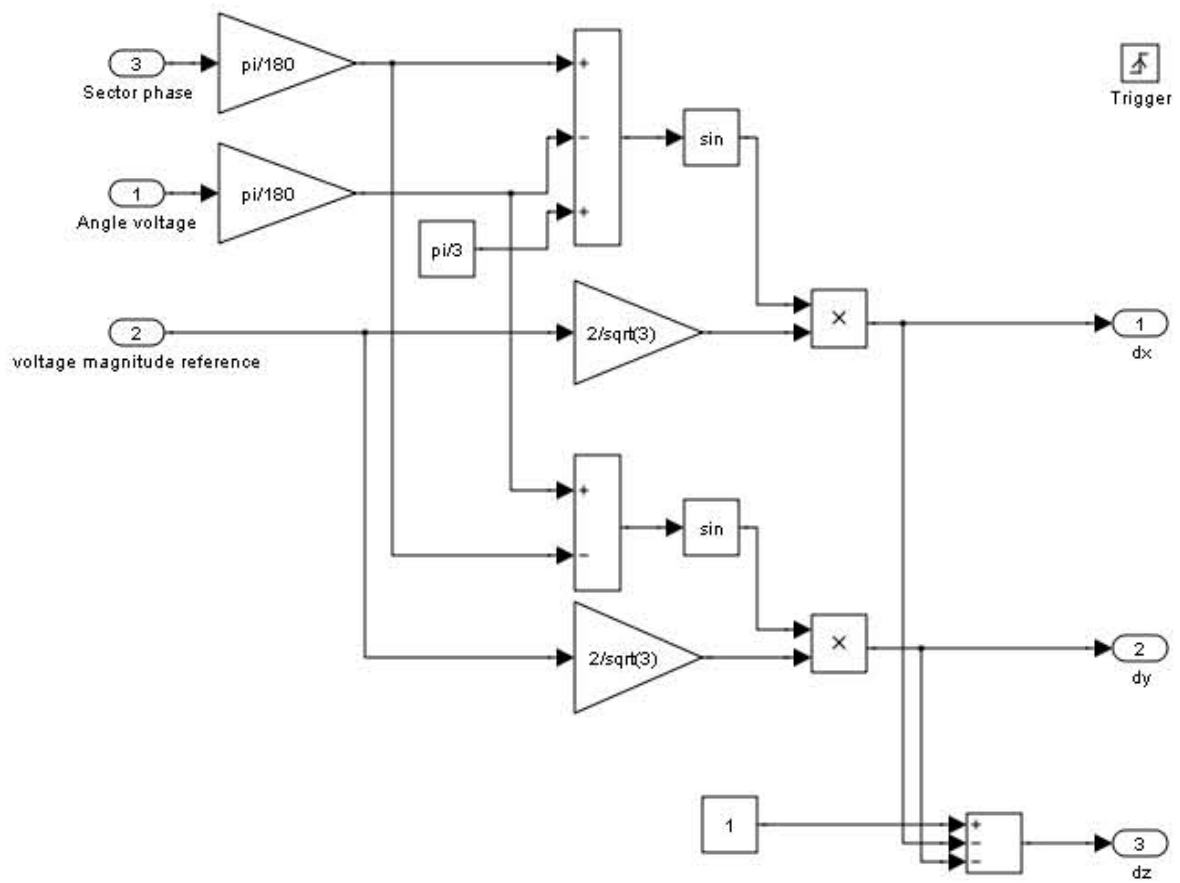 3
Sector phase
pi/180
+
-
+
sin
Trigger
1
Angle voltage
pi/180
pi/3
2
voltage magnitude reference
2/sqrt(3)
×
1
dx
+
-
sin
2/sqrt(3)
×
2
dy
1
+
-
-
3
dz